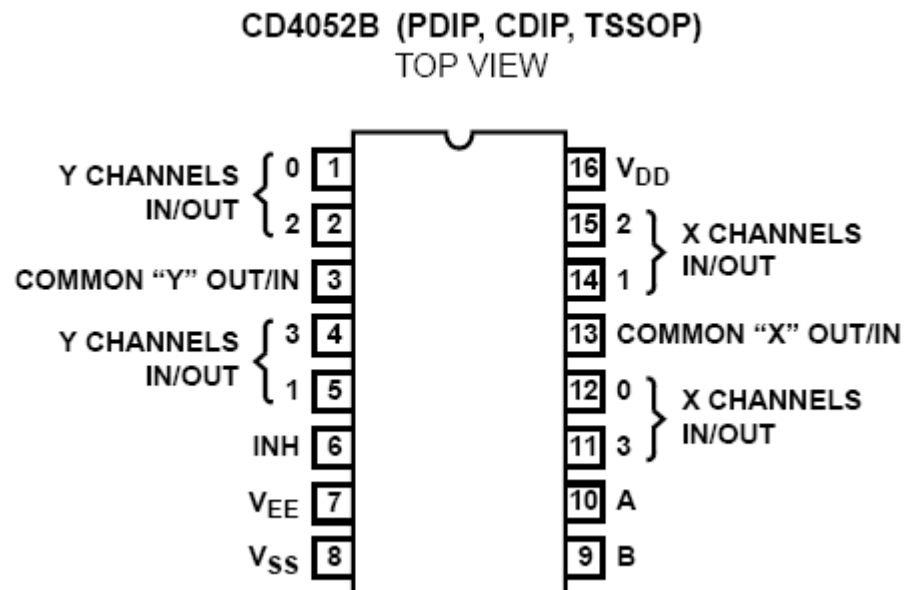 CD4052B (PDIP, CDIP, TSSOP)
TOP VIEW
Y CHANNELS
IN/OUT
0 1
2 2
COMMON “Y” OUT/IN 3
Y CHANNELS
IN/OUT
3 4
1 5
INH 6
VEE 7
VSS 8
16 VDD
15 2
14 1
X CHANNELS
IN/OUT
13 COMMON “X” OUT/IN
12 0
11 3
X CHANNELS
IN/OUT
10 A
9 B